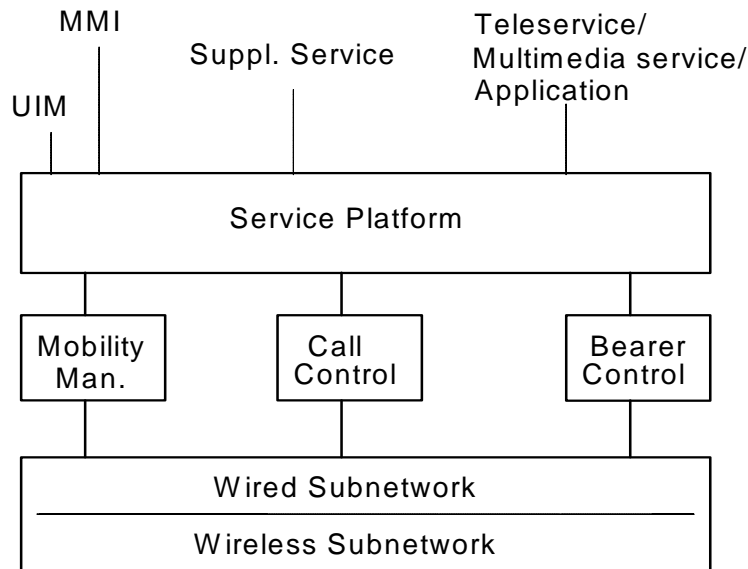 MMI
Suppl. Service
Teleservice/
Multimedia service/
Application
UIM
Service Platform
Mobility
Man.
Call
Control
Bearer
Control
Wired Subnetwork
Wireless Subnetwork